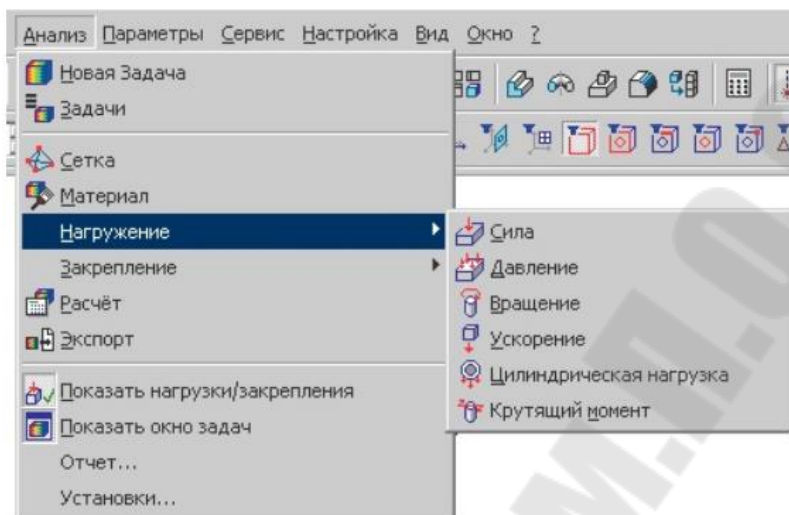 Анализ Параметры Сервис Настройка Вид Окно ?
Новая Задача
Задачи
Сетка
Материал
Нагружение
Закрепление
Расчёт
Экспорт
Показать нагрузки/закрепления
Показать окно задач
Отчет...
Установки...
Сила
Давление
Вращение
Ускорение
Цилиндрическая нагрузка
Крутящий момент
М.П.О